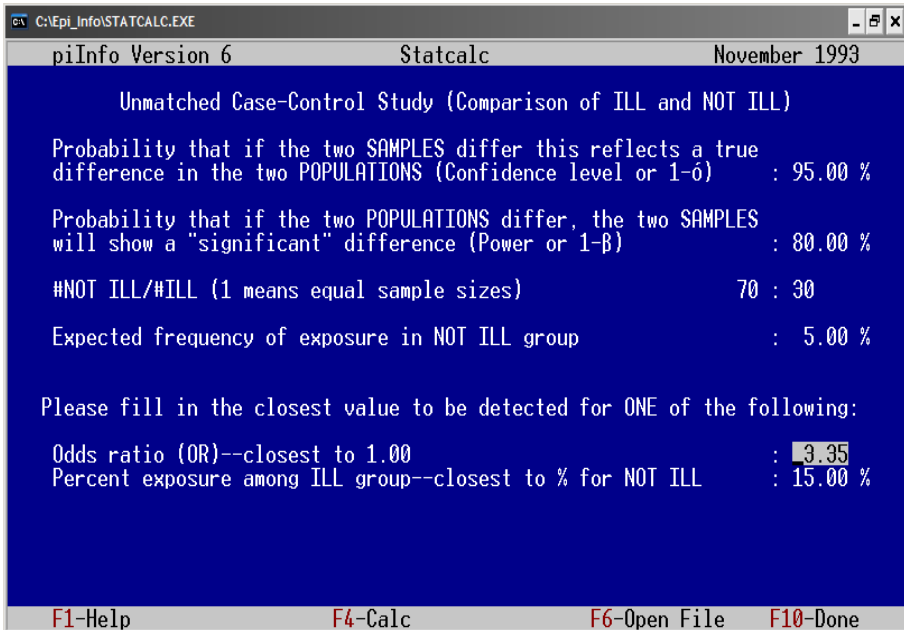 C:\Epi_Info\STATCALC.EXE
piInfo Version 6 Statcalc November 1993
Unmatched Case-Control Study (Comparison of ILL and NOT ILL)
Probability that if the two SAMPLES differ this reflects a true
difference in the two POPULATIONS (Confidence level or 1-ó) : 95.00 %
Probability that if the two POPULATIONS differ, the two SAMPLES
will show a "significant" difference (Power or 1-β) : 80.00 %
#NOT ILL/#ILL (1 means equal sample sizes) 70 : 30
Expected frequency of exposure in NOT ILL group : 5.00 %
Please fill in the closest value to be detected for ONE of the following:
Odds ratio (OR)--closest to 1.00 : 3.35
Percent exposure among ILL group--closest to % for NOT ILL : 15.00 %
F1-Help F4-Calc F6-Open File F10-Done